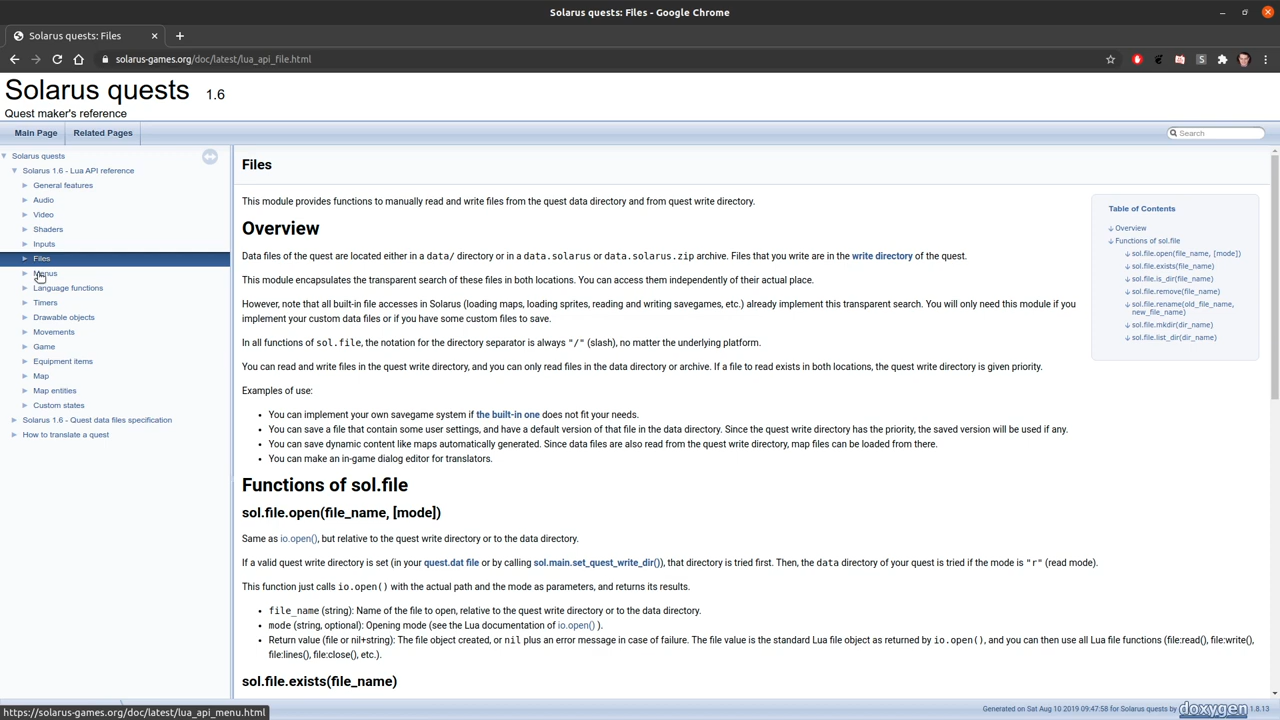 Solarus quests: Files - Google Chrome
Solarus quests: Files
solarus-games.org/doc/latest/lua_api_file.html
Solarus quests 1.6
Quest maker's reference
Main Page
Related Pages
Search
Solarus quests
Solarus 1.6 - Lua API reference
General features
Audio
Video
Shaders
Inputs
Files
Menus
Language functions
Timers
Drawable objects
Movements
Game
Equipment items
Map
Map entities
Custom states
Solarus 1.6 - Quest data files specification
How to translate a quest
Files
This module provides functions to manually read and write files from the quest data directory and from quest write directory.
Overview
Data files of the quest are located either in a data/ directory or in a data.solarus or data.solarus.zip archive. Files that you write are in the write directory of the quest.
This module encapsulates the transparent search of these files in both locations. You can access them independently of their actual place.
However, note that all built-in file accesses in Solarus (loading maps, loading sprites, reading and writing savegames, etc.) already implement this transparent search. You will only need this module if you
implement your custom data files or if you have some custom files to save.
In all functions of sol.file, the notation for the directory separator is always "/" (slash), no matter the underlying platform.
You can read and write files in the quest write directory, and you can only read files in the data directory or archive. If a file to read exists in both locations, the quest write directory is given priority.
Examples of use:
• You can implement your own savegame system if the built-in one does not fit your needs.
• You can save a file that contain some user settings, and have a default version of that file in the data directory. Since the quest write directory has the priority, the saved version will be used if any.
• You can save dynamic content like maps automatically generated. Since data files are also read from the quest write directory, map files can be loaded from there.
• You can make an in-game dialog editor for translators.
Functions of sol.file
sol.file.open(file_name, [mode])
Same as io.open(), but relative to the quest write directory or to the data directory.
If a valid quest write directory is set (in your quest.dat file or by calling sol.main.set_quest_write_dir()), that directory is tried first. Then, the data directory of your quest is tried if the mode is "r" (read mode).
This function just calls io.open() with the actual path and the mode as parameters, and returns its results.
• file_name (string): Name of the file to open, relative to the quest write directory or to the data directory.
• mode (string, optional): Opening mode (see the Lua documentation of io.open() ).
• Return value (file or nil+string): The file object created, or nil plus an error message in case of failure. The file value is the standard Lua file object as returned by io.open(), and you can then use all Lua file functions (file:read(), file:write(),
file:lines(), file:close(), etc.).
sol.file.exists(file_name)
Table of Contents
↓ Overview
↓ Functions of sol.file
↓ sol.file.open(file_name, [mode])
↓ sol.file.exists(file_name)
↓ sol.file.is_dir(file_name)
↓ sol.file.remove(file_name)
↓ sol.file.rename(old_file_name,
new_file_name)
↓ sol.file.mkdir(dir_name)
↓ sol.file.list_dir(dir_name)
https://solarus-games.org/doc/latest/lua_api_menu.html
Generated on Sat Aug 10 2019 09:47:58 for Solarus quests by doxygen 1.8.13